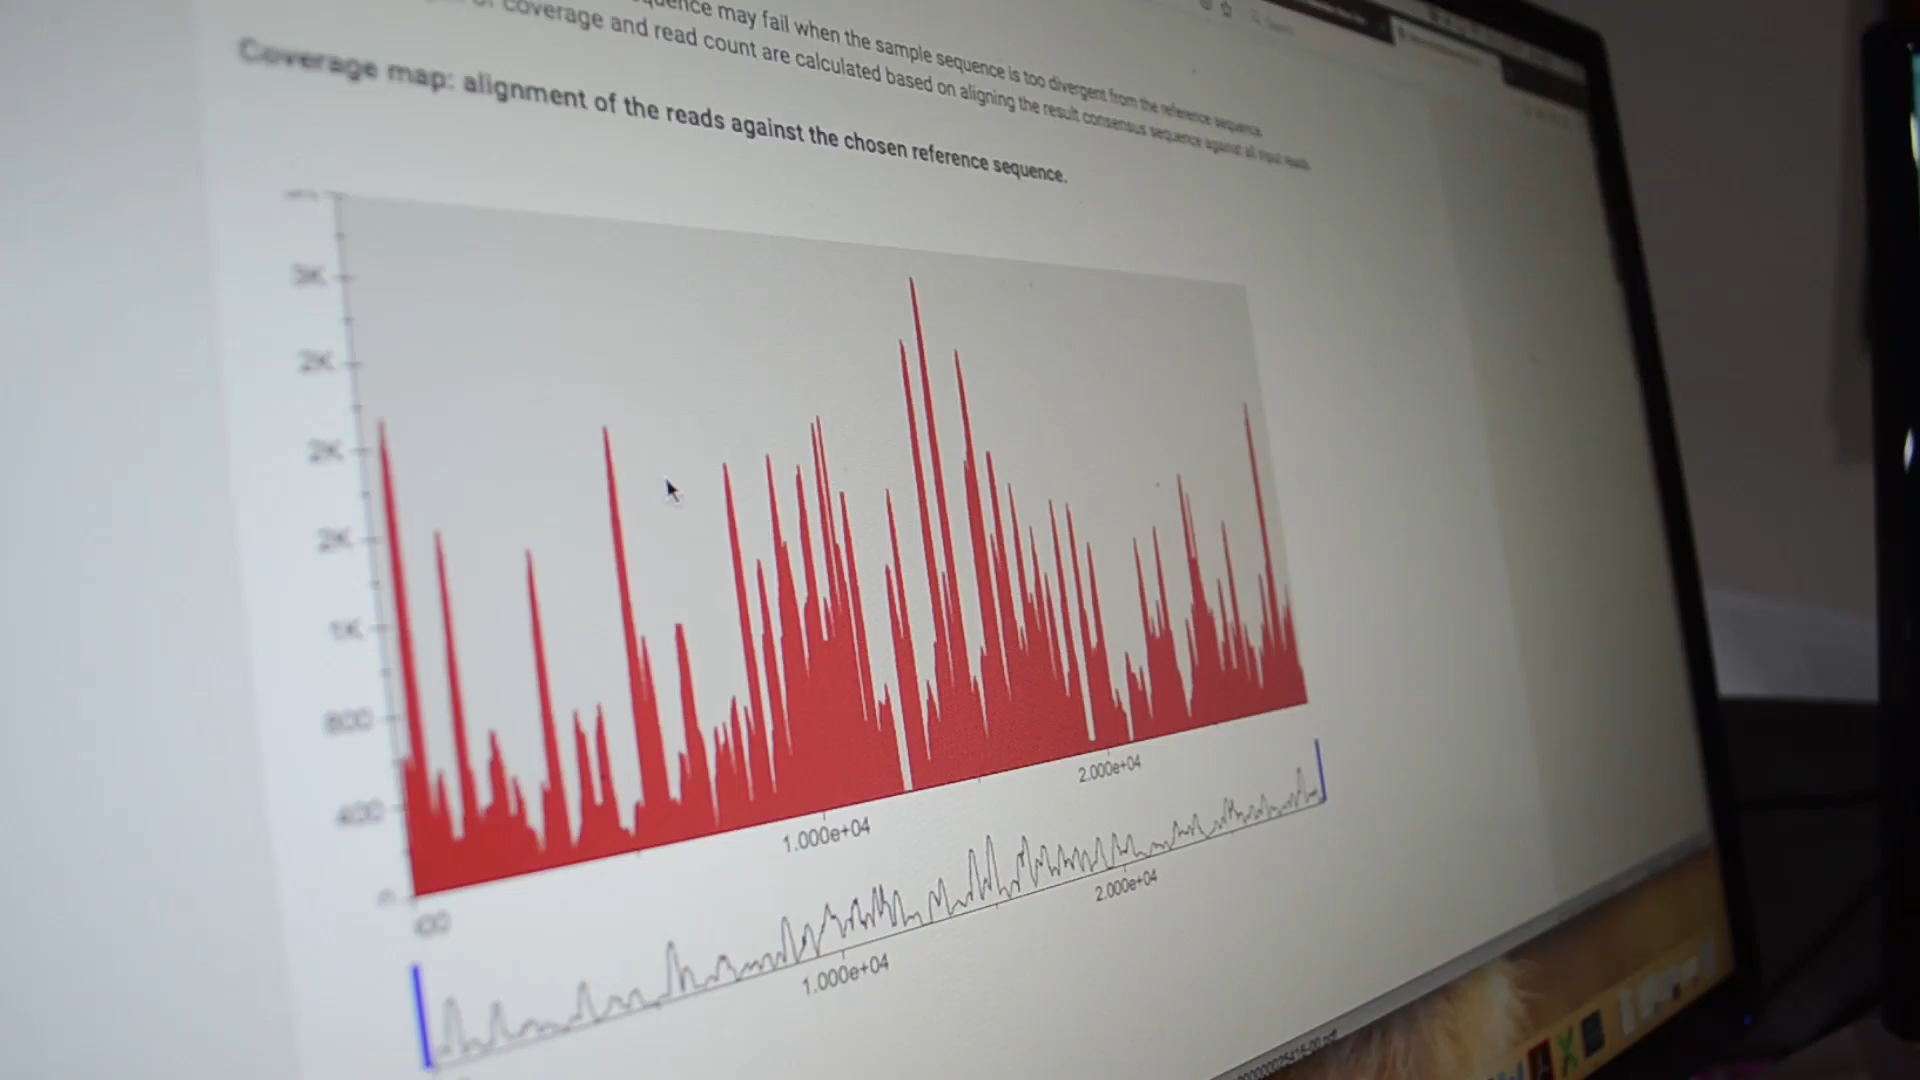 may fail when the sample sequence is too divergent from the reference sequence.
coverage and read count are calculated based on aligning the result consensus sequence against all input reads.
Coverage map: alignment of the reads against the chosen reference sequence.
3K
2K
2K
2K
1K
800
400
0
1.000e+04
2.000e+04
1.000e+04
2.000e+04